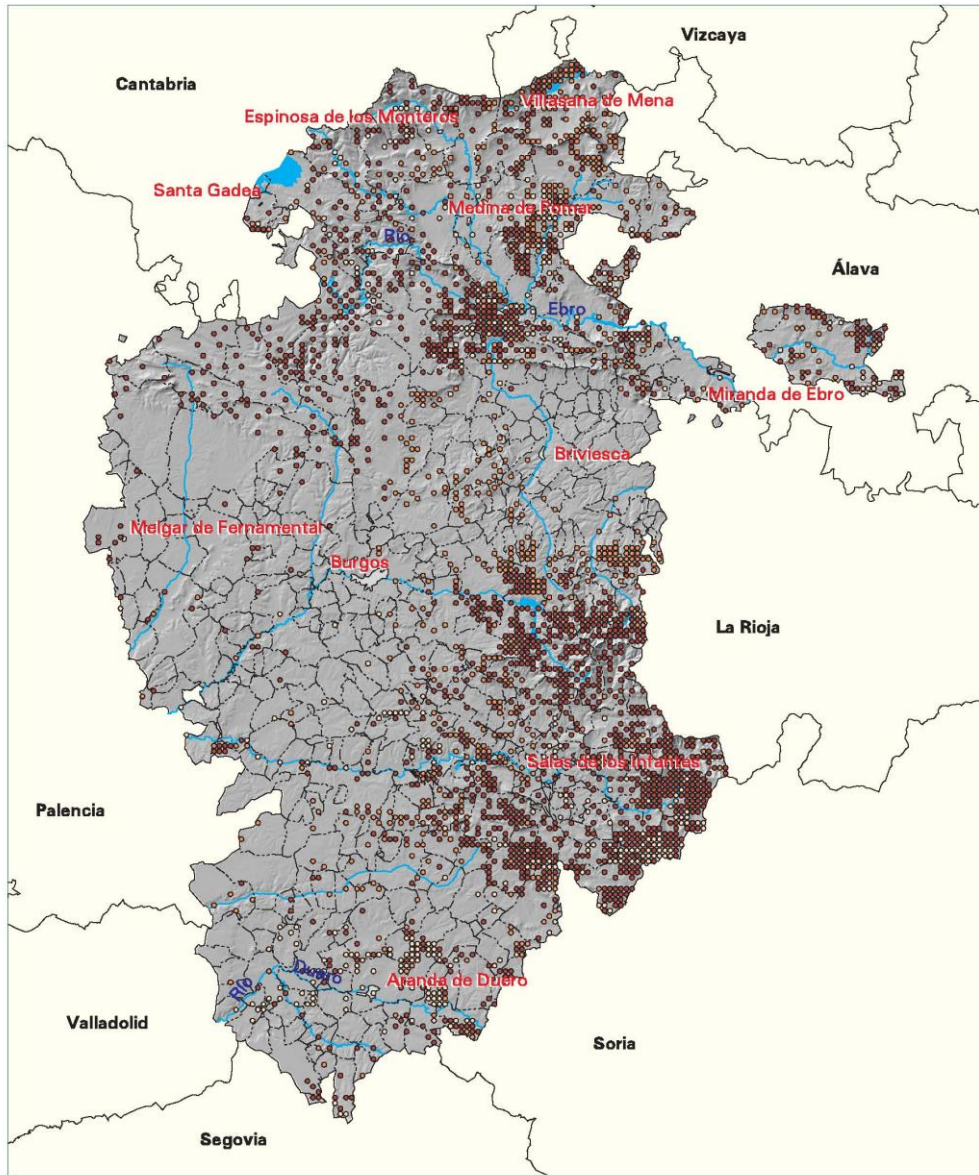 Vizcaya
Cantabria
Villasana de Mena
Espinosa de los Monteros
Santa Gadea
Medina de Pomar
Río
Álava
Ebro
Miranda de Ebro
Briviesca
Melgar de Fernamental
Burgos
La Rioja
Salas de los Infantes
Palencia
Río Duero
Aranda de Duero
Valladolid
Soria
Segovia